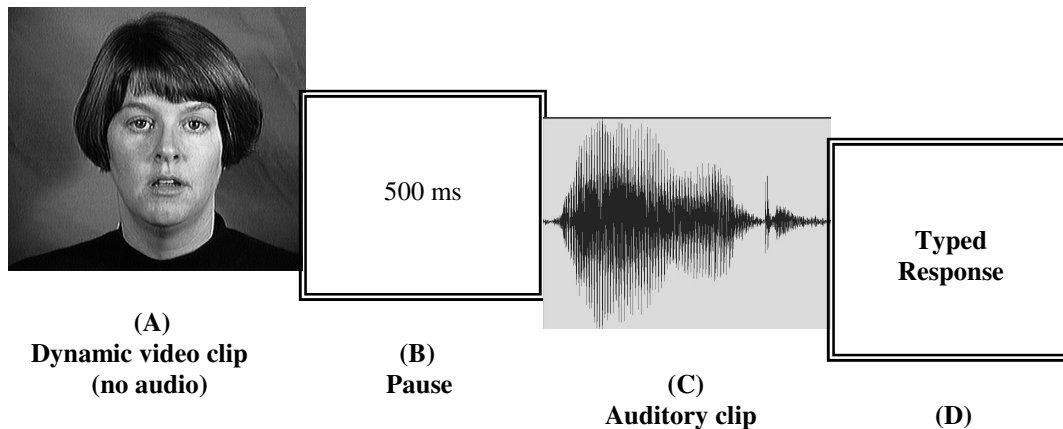 500 ms
Typed
Response
(A)
Dynamic video clip
(no audio)
(B)
Pause
(C)
Auditory clip
(D)